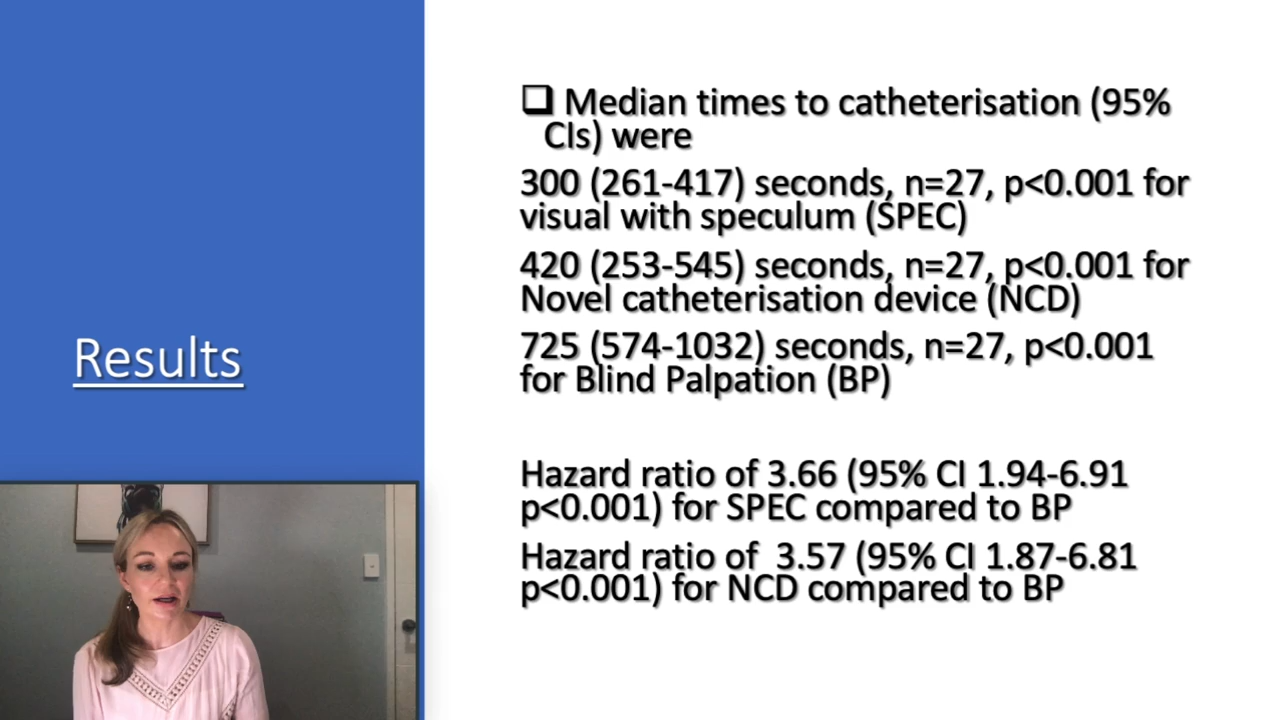 Results
❑ Median times to catheterisation (95%
CIs) were
300 (261-417) seconds, n=27, p<0.001 for
visual with speculum (SPEC)
420 (253-545) seconds, n=27, p<0.001 for
Novel catheterisation device (NCD)
725 (574-1032) seconds, n=27, p<0.001
for Blind Palpation (BP)
Hazard ratio of 3.66 (95% CI 1.94-6.91
p<0.001) for SPEC compared to BP
Hazard ratio of  3.57 (95% CI 1.87-6.81
p<0.001) for NCD compared to BP